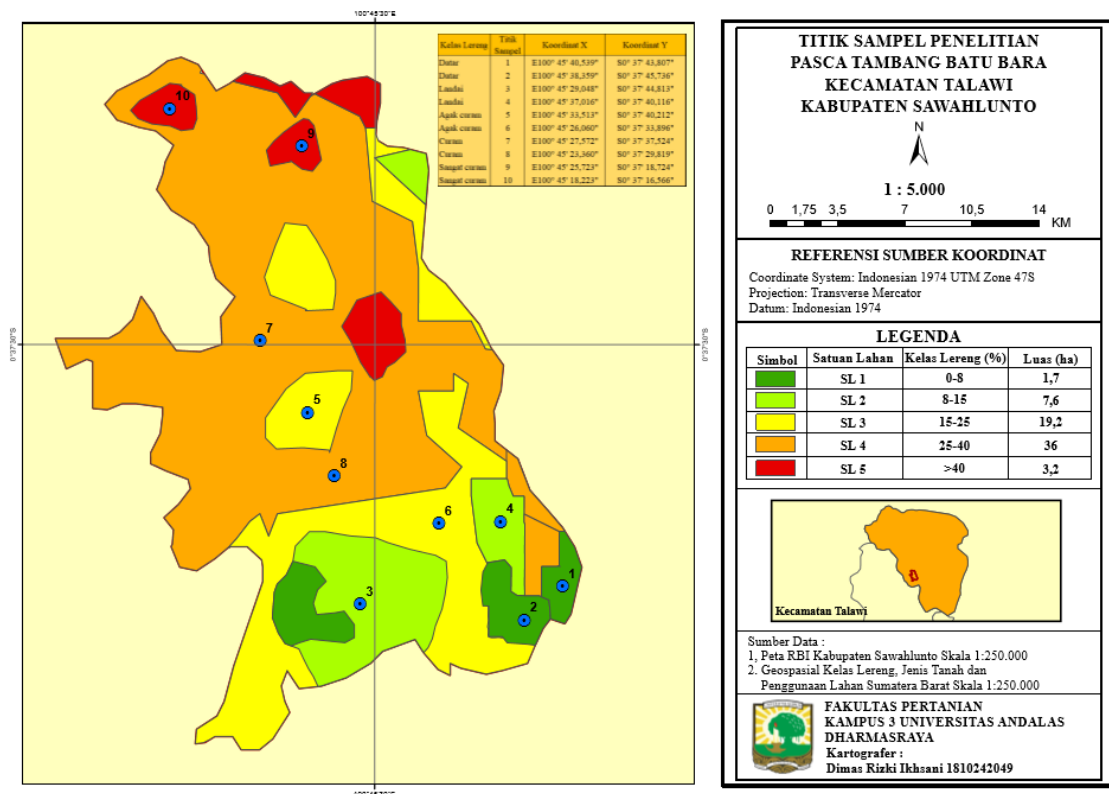 100°45'30"E
Kelas Lereng Titik Sampel Koordinat X Koordinat Y
Datar 1 E100° 45' 40,539" S0° 37' 43,807"
Datar 2 E100° 45' 38,359" S0° 37' 45,736"
Landai 3 E100° 45' 29,048" S0° 37' 44,813"
Landai 4 E100° 45' 37,016" S0° 37' 40,116"
Agak curam 5 E100° 45' 33,513" S0° 37' 40,212"
Agak curam 6 E100° 45' 26,060" S0° 37' 33,896"
Curam 7 E100° 45' 27,572" S0° 37' 37,524"
Curam 8 E100° 45' 23,360" S0° 37' 29,819"
Sangat curam 9 E100° 45' 25,723" S0° 37' 18,724"
Sangat curam 10 E100° 45' 18,223" S0° 37' 16,566"
10
9
7
0°37'30"S
0°37'30"S
5
8
6
4
1
3
2
100°45'30"E
TITIK SAMPEL PENELITIAN
PASCA TAMBANG BATU BARA
KECAMATAN TALAWI
KABUPATEN SAWAHLUNTO
N
1 : 5.000
0 1,75 3,5 7 10,5 14
KM
REFERENSI SUMBER KOORDINAT
Coordinate System: Indonesian 1974 UTM Zone 47S
Projection: Transverse Mercator
Datum: Indonesian 1974
LEGENDA
Simbol Satuan Lahan Kelas Lereng (%) Luas (ha)
SL 1 0-8 1,7
SL 2 8-15 7,6
SL 3 15-25 19,2
SL 4 25-40 36
SL 5 >40 3,2
Kecamatan Talawi
Sumber Data :
1, Peta RBI Kabupaten Sawahlunto Skala 1:250.000
2. Geospasial Kelas Lereng, Jenis Tanah dan
Penggunaan Lahan Sumatera Barat Skala 1:250.000
FAKULTAS PERTANIAN
KAMPUS 3 UNIVERSITAS ANDALAS
DHARMASRAYA
Kartografer :
Dimas Rizki Ikhsani 1810242049